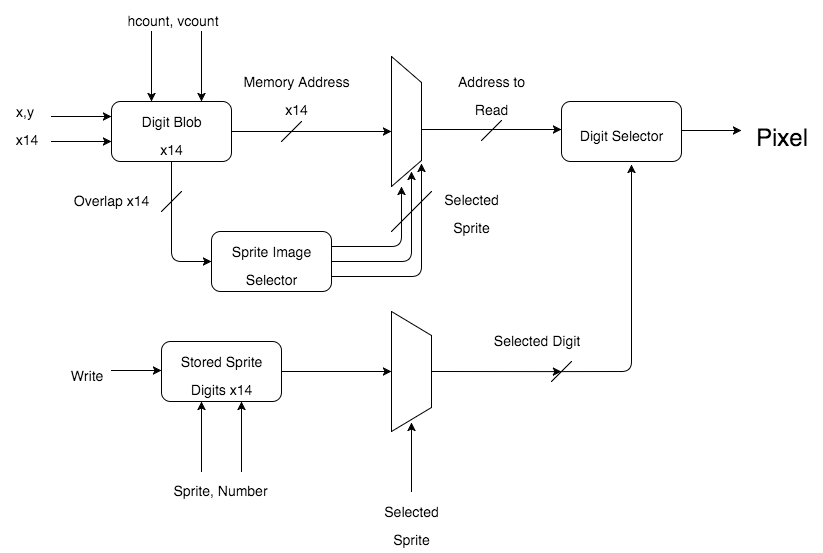 hcount, vcount
x,y
x14
Digit Blob
x14
Memory Address
x14
Address to
Read
Digit Selector
Pixel
Overlap x14
Selected
Sprite
Sprite Image
Selector
Write
Stored Sprite
Digits x14
Selected Digit
Sprite, Number
Selected
Sprite